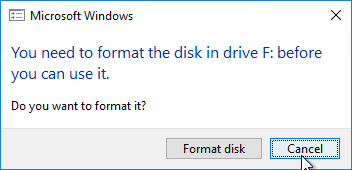 Microsoft Windows
You need to format the disk in drive F: before
you can use it.
Do you want to format it?
Format disk
Cancel